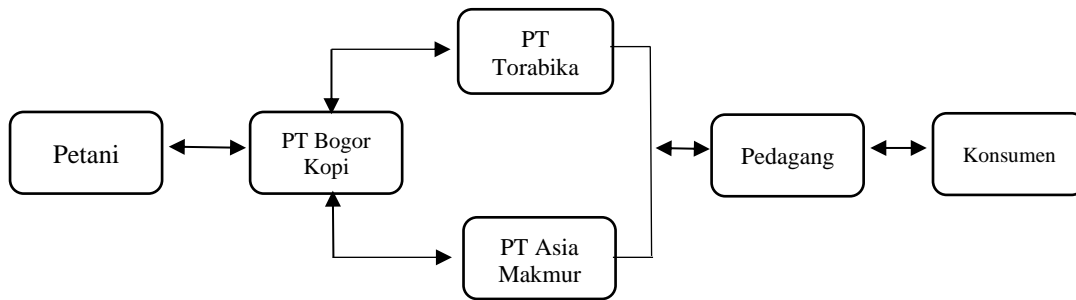 Petani
PT Bogor
Kopi
PT
Torabika
PT Asia
Makmur
Pedagang
Konsumen